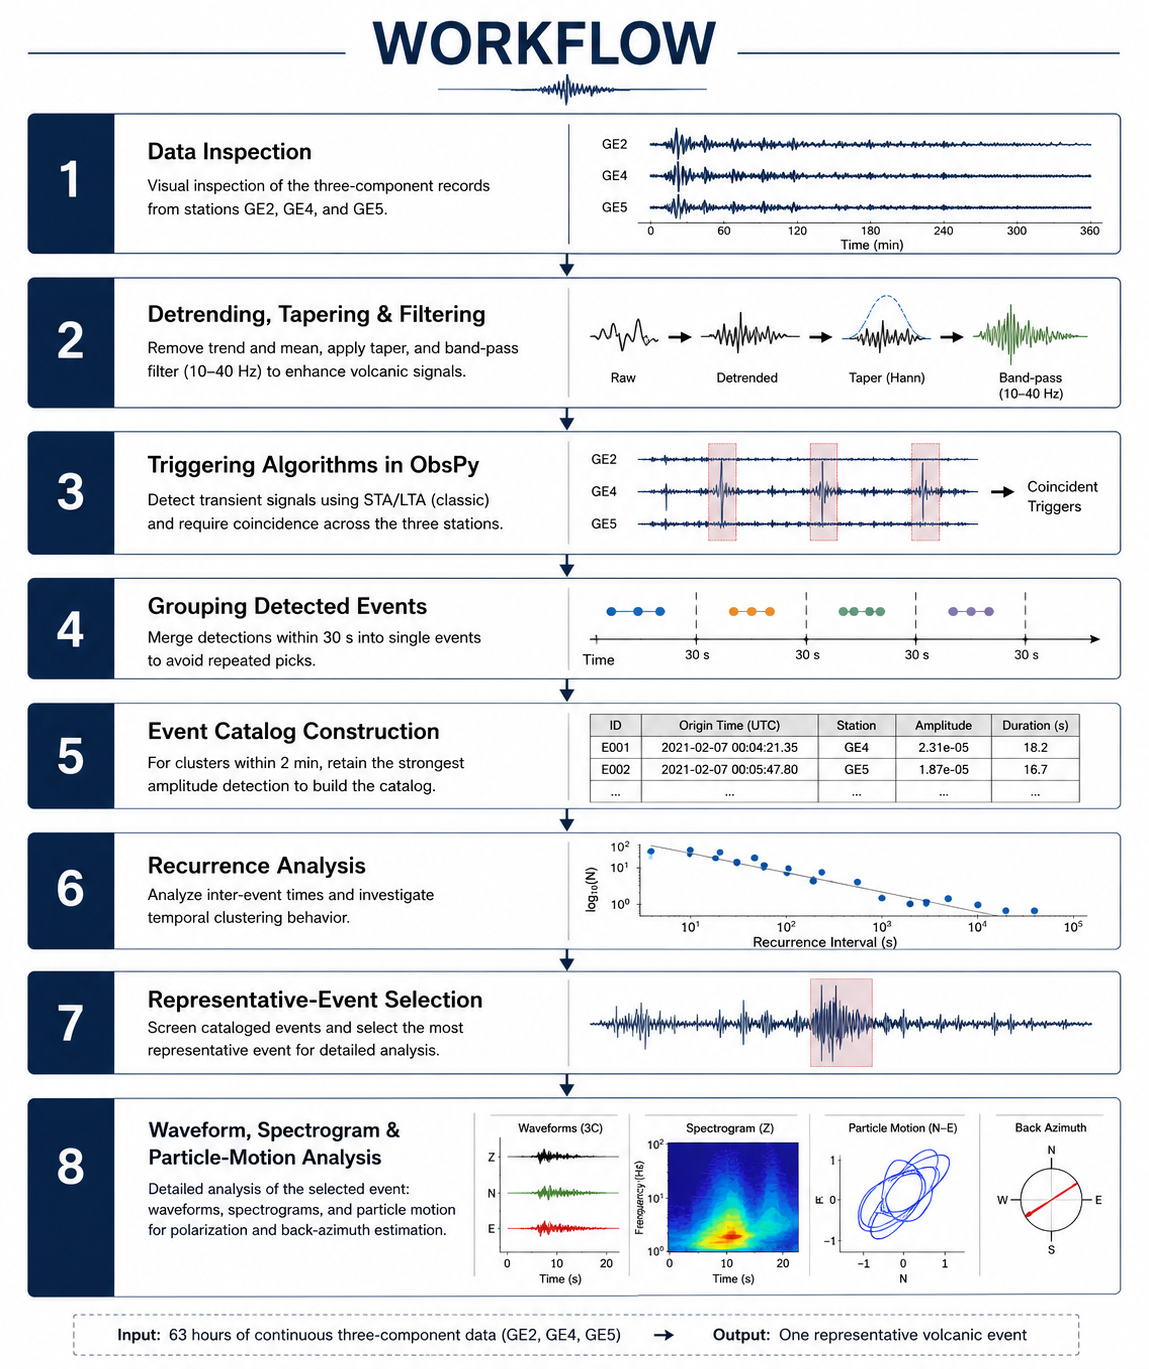 WORKFLOW
1
Data Inspection
Visual inspection of the three-component records
from stations GE2, GE4, and GE5.
GE2
GE4
GE5
0 60 120 180 240 300 360
Time (min)
2
Detrending, Tapering & Filtering
Remove trend and mean, apply taper, and band-pass
filter (10–40 Hz) to enhance volcanic signals.
Raw
Detrended
Taper (Hann)
Band-pass
(10–40 Hz)
3
Triggering Algorithms in ObsPy
Detect transient signals using STA/LTA (classic)
and require coincidence across the three stations.
GE2
GE4
GE5
Coincident
Triggers
4
Grouping Detected Events
Merge detections within 30 s into single events
to avoid repeated picks.
Time
30 s 30 s 30 s 30 s
5
Event Catalog Construction
For clusters within 2 min, retain the strongest
amplitude detection to build the catalog.
ID Origin Time (UTC) Station Amplitude Duration (s)
E001 2021-02-07 00:04:21.35 GE4 2.31e-05 18.2
E002 2021-02-07 00:05:47.80 GE5 1.87e-05 16.7
... ... ... ... ...
6
Recurrence Analysis
Analyze inter-event times and investigate
temporal clustering behavior.
log₁₀(N)
10²
10¹
10⁰
10¹ 10² 10³ 10⁴ 10⁵
Recurrence Interval (s)
7
Representative-Event Selection
Screen cataloged events and select the most
representative event for detailed analysis.
8
Waveform, Spectrogram &
Particle-Motion Analysis
Detailed analysis of the selected event:
waveforms, spectrograms, and particle motion
for polarization and back-azimuth estimation.
Waveforms (3C)
Z
N
E
0 10 20
Time (s)
Spectrogram (Z)
10²
10¹
10⁰
0 10 20
Time (s)
Particle Motion (N–E)
1
0
−1
−1 0 1
N
Back Azimuth
N
W E
S
Input: 63 hours of continuous three-component data (GE2, GE4, GE5) → Output: One representative volcanic event